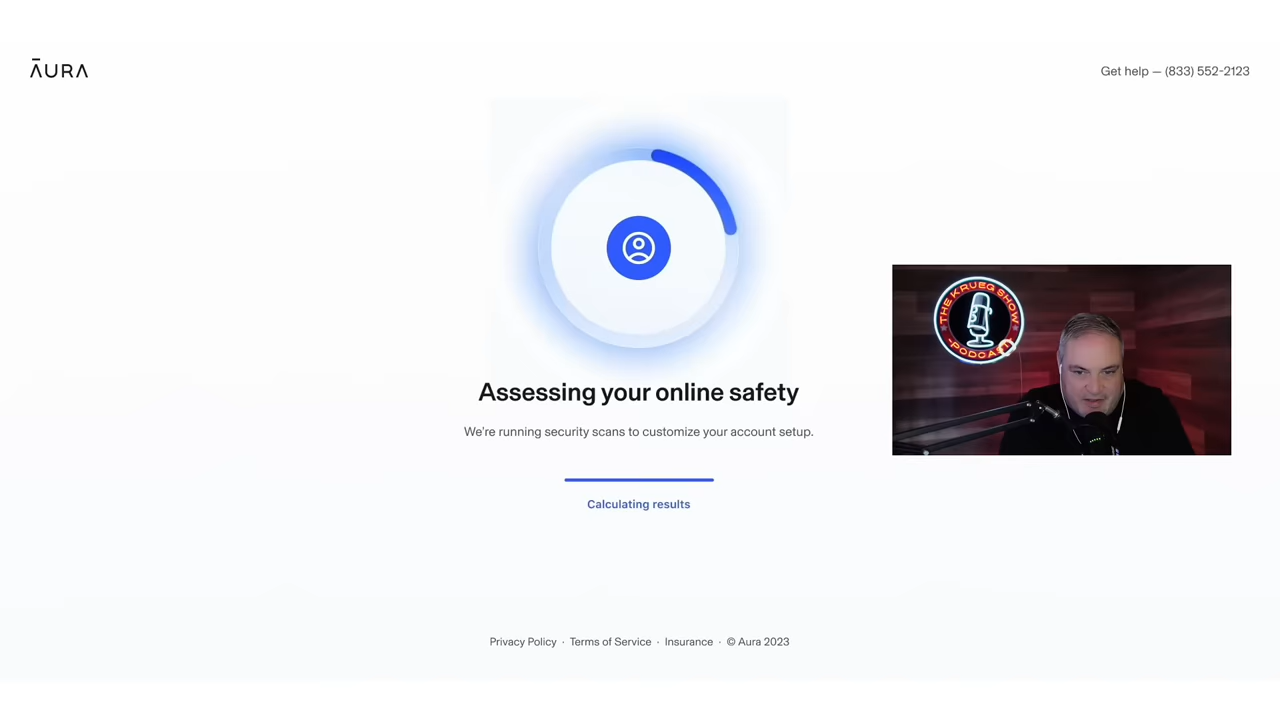 ĀURA
Get help — (833) 552-2123
THE KRUEG SHOW
PODCAST
Assessing your online safety
We're running security scans to customize your account setup.
Calculating results
Privacy Policy · Terms of Service · Insurance · © Aura 2023